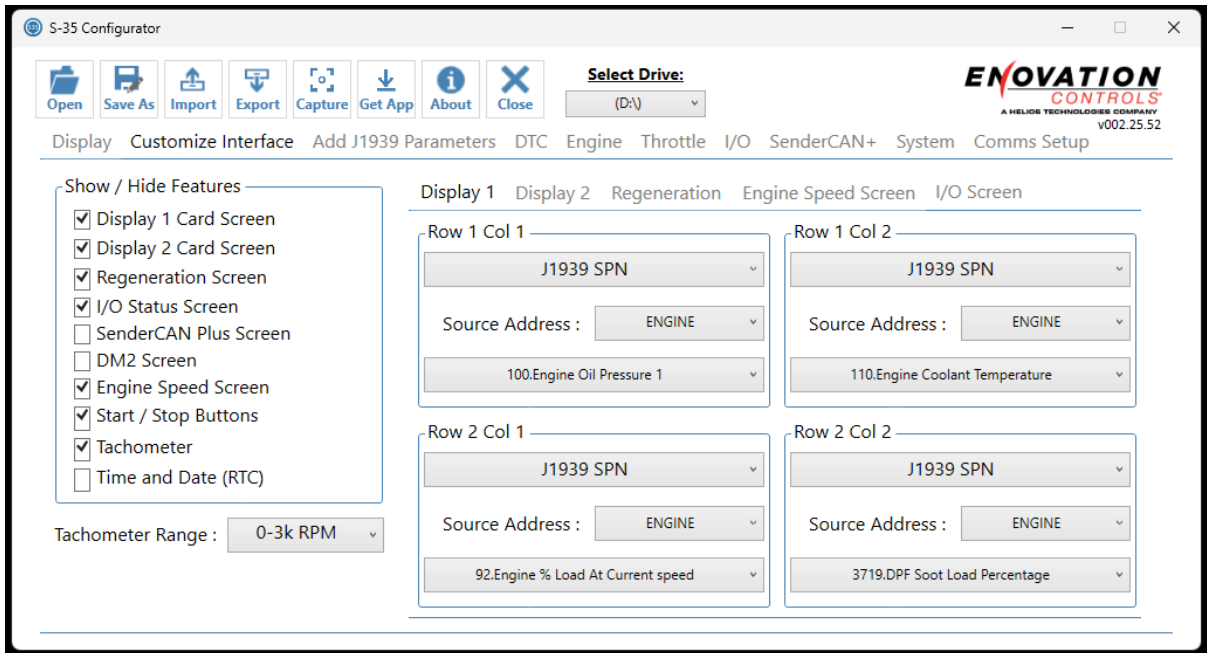 S-35 Configurator
Open Save As Import Export Capture Get App About Close
Select Drive:
(D:\)
ENOVATION
CONTROLS®
A HELIOS TECHNOLOGIES COMPANY
v002.25.52
Display Customize Interface Add J1939 Parameters DTC Engine Throttle I/O SenderCAN+ System Comms Setup
Show / Hide Features
Display 1 Card Screen
Display 2 Card Screen
Regeneration Screen
I/O Status Screen
SenderCAN Plus Screen
DM2 Screen
Engine Speed Screen
Start / Stop Buttons
Tachometer
Time and Date (RTC)
Tachometer Range : 0-3k RPM
Display 1 Display 2 Regeneration Engine Speed Screen I/O Screen
Row 1 Col 1
J1939 SPN
Source Address : ENGINE
100.Engine Oil Pressure 1
Row 1 Col 2
J1939 SPN
Source Address : ENGINE
110.Engine Coolant Temperature
Row 2 Col 1
J1939 SPN
Source Address : ENGINE
92.Engine % Load At Current speed
Row 2 Col 2
J1939 SPN
Source Address : ENGINE
3719.DPF Soot Load Percentage